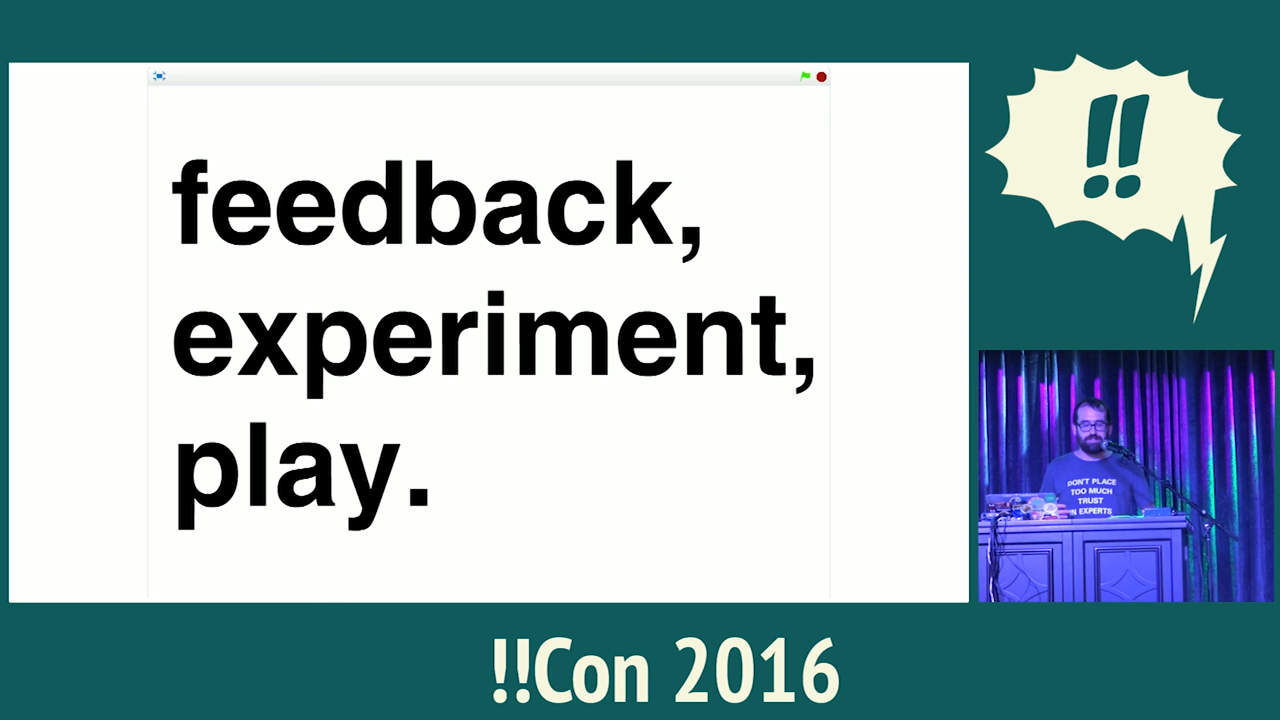 feedback,
experiment,
play.
!!
DON'T PLACE
TOO MUCH
TRUST
IN EXPERTS
!!Con 2016